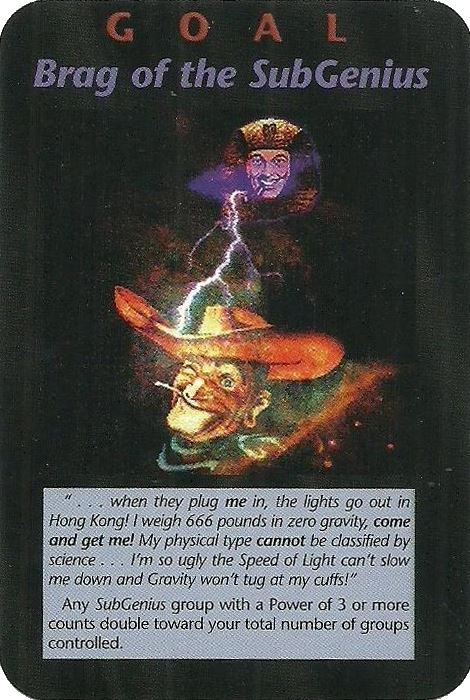 GOAL
Brag of the SubGenius
" . . . when they plug me in, the lights go out in
Hong Kong! I weigh 666 pounds in zero gravity, come
and get me! My physical type cannot be classified by
science . . . I'm so ugly the Speed of Light can't slow
me down and Gravity won't tug at my cuffs!"
Any SubGenius group with a Power of 3 or more
counts double toward your total number of groups
controlled.